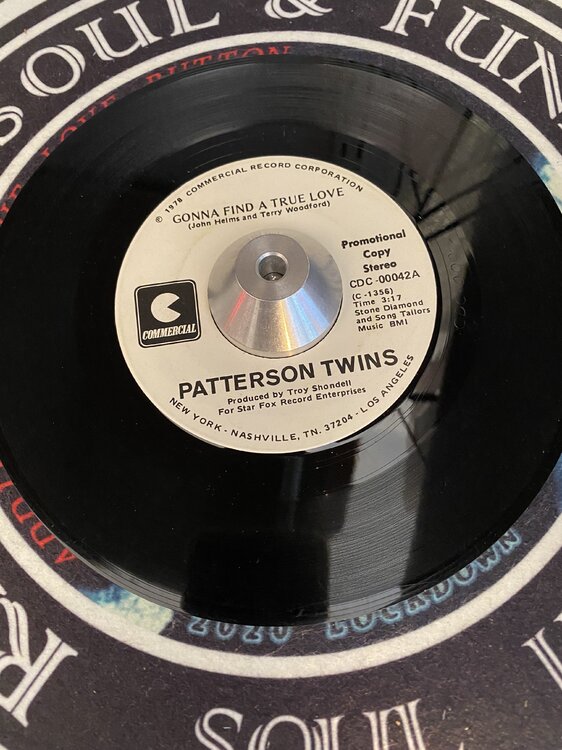 SOUL & FUN
LOVE BUTTON
℗ 1978 COMMERCIAL RECORD CORPORATION
GONNA FIND A TRUE LOVE
(John Helms and Terry Woodford)
Promotional
Copy
Stereo
CDC-00042A
(C-1356)
Time 3:17
Stone Diamond
and Song Tailors
Music BMI
COMMERCIAL
PATTERSON TWINS
Produced by Troy Shondell
For Star Fox Record Enterprises
NEW YORK - NASHVILLE, TN. 37204 - LOS ANGELES
2020 LOCKDOWN
SOUL